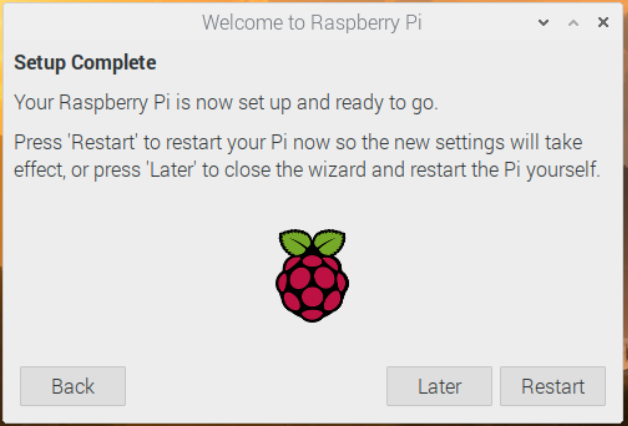 Welcome to Raspberry Pi
Setup Complete
Your Raspberry Pi is now set up and ready to go.
Press 'Restart' to restart your Pi now so the new settings will take
effect, or press 'Later' to close the wizard and restart the Pi yourself.
Back
Later
Restart